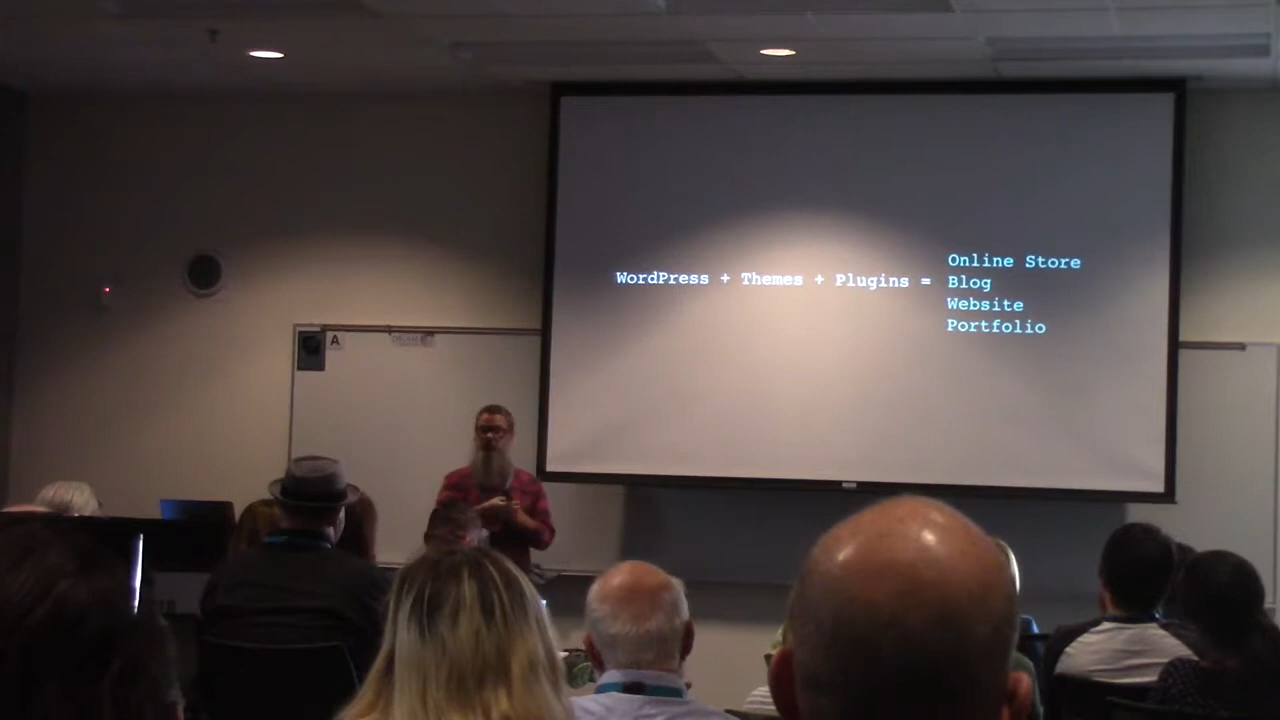 Online Store
WordPress + Themes + Plugins = Blog
Website
Portfolio
A